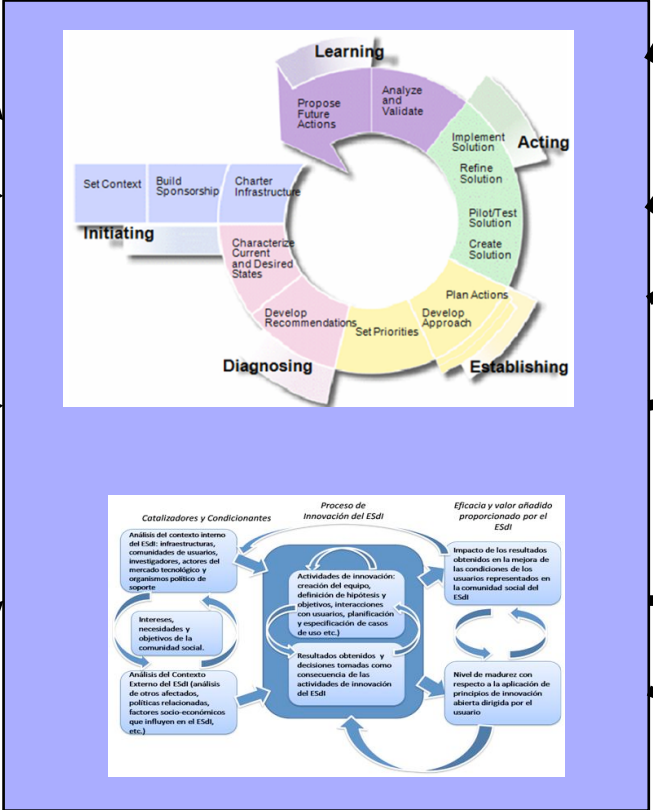 Learning
Propose
Future
Actions
Analyze
and
Validate
Implement
Solution
Acting
Refine
Solution
Pilot/Test
Solution
Create
Solution
Set Context
Build
Sponsorship
Charter
Infrastructure
Initiating
Characterize
Current
and Desired
States
Develop
Recommendations
Diagnosing
Set Priorities
Develop
Approach
Plan Actions
Establishing
Catalizadores y Condicionantes
Proceso de
Innovación del ESdI
Eficacia y valor añadido
proporcionado por el
ESdI
Análisis del contexto interno
del ESdI: infraestructuras,
comunidades de usuarios,
investigadores, actores del
mercado tecnológico y
organismos político de
soporte
Intereses,
necesidades y
objetivos de la
comunidad social.
Análisis del Contexto
Externo del ESdI (análisis
de otros afectados,
políticas relacionadas,
factores socio-económicos
que influyen en el ESdI,
etc.)
Actividades de innovación:
creación del equipo,
definición de hipótesis y
objetivos, interacciones
con usuarios, planificación
y especificación de casos
de uso etc.)
Resultados obtenidos y
decisiones tomadas como
consecuencia de las
actividades de innovación
del ESdI
Impacto de los resultados
obtenidos en la mejora de
las condiciones de los
usuarios representados en
la comunidad social del
ESdI
Nivel de madurez con
respecto a la aplicación de
principios de innovación
abierta dirigida por el
usuario